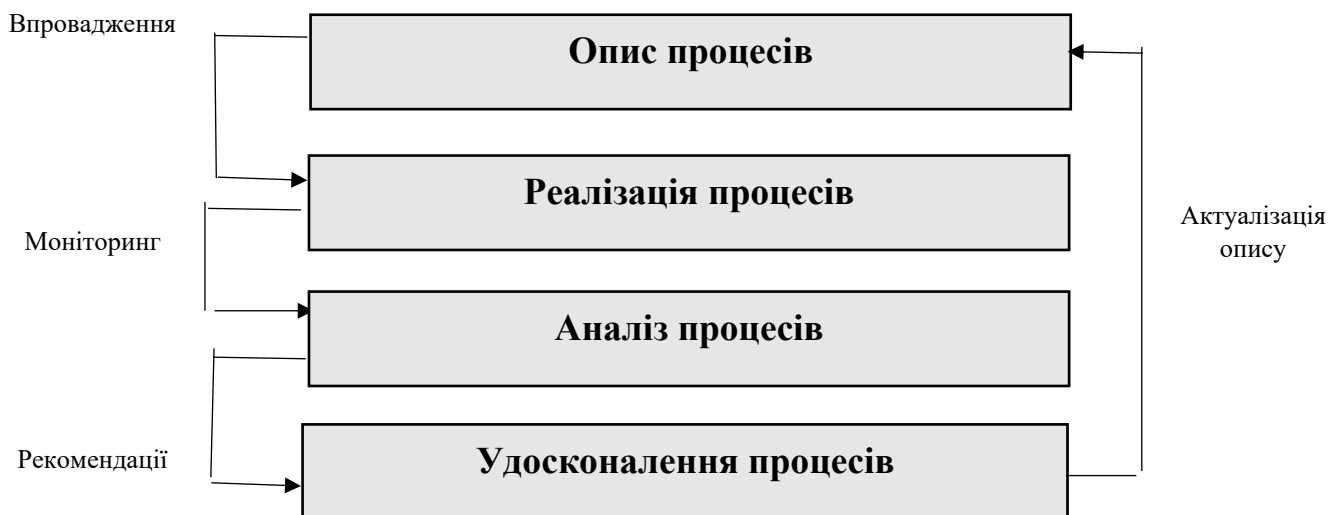 Впровадження
Опис процесів
Реалізація процесів
Моніторинг
Актуалізація
опису
Аналіз процесів
Рекомендації
Удосконалення процесів